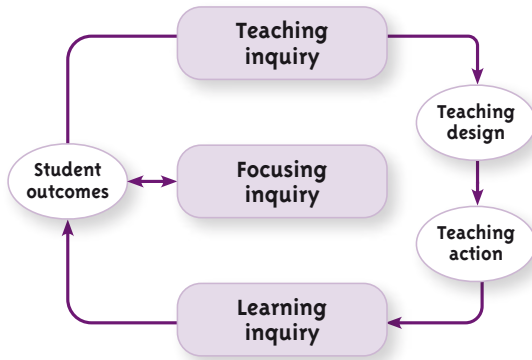 Teaching
inquiry
Teaching
design
Student
outcomes
Focusing
inquiry
Teaching
action
Learning
inquiry